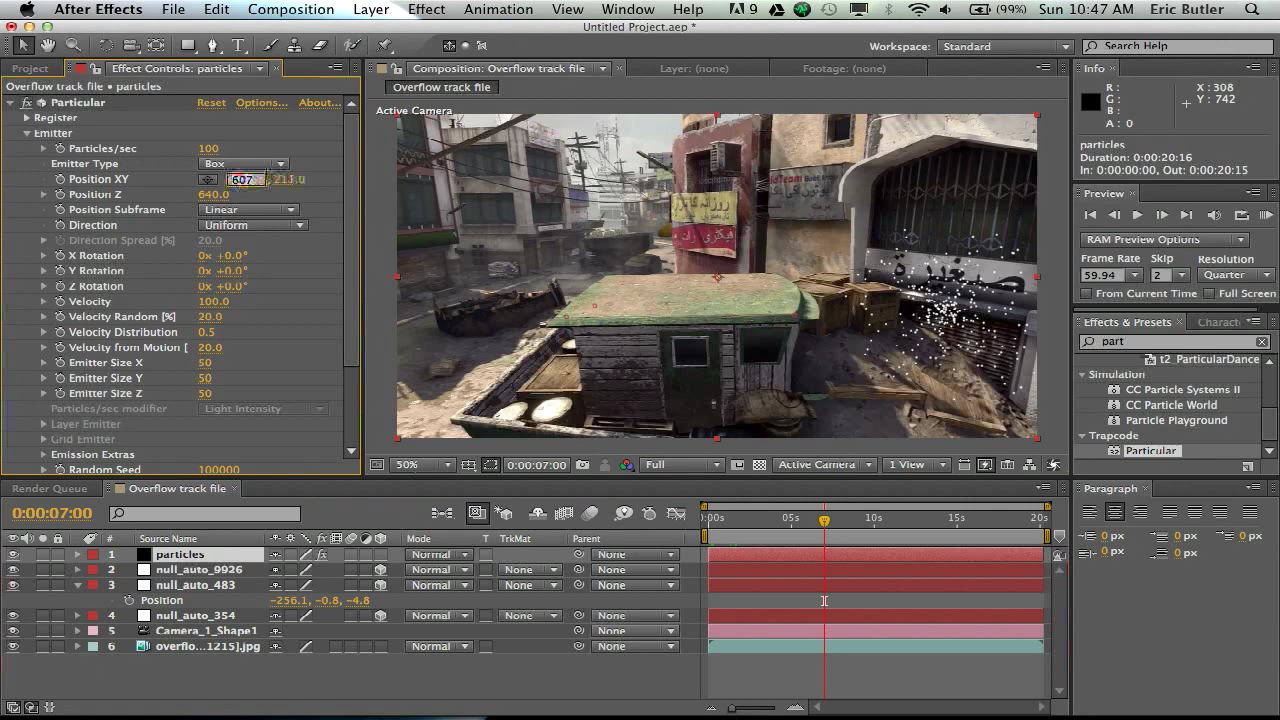 After Effects File Edit Composition Layer Effect Animation View Window Help 9 (99%) Sun 10:47 AM Eric Butler
Untitled Project.aep *
Workspace: Standard Search Help
Project Effect Controls: particles Composition: Overflow track file Layer: (none) Footage: (none) Info
Overflow track file • particles
Overflow track file
R : X : 308
G : Y : 742
B :
A : 0
Particular Reset Options... About...
Active Camera
Register
Emitter
Particles/sec 100
particles
Duration: 0:00:20:16
In: 0:00:00:00, Out: 0:00:20:15
Emitter Type Box
Position XY 607
Position Z 640.0
Position Subframe Linear
Direction Uniform
Direction Spread [%] 20.0
X Rotation 0x +0.0°
Y Rotation 0x +0.0°
Z Rotation 0x +0.0°
Velocity 100.0
Velocity Random [%] 20.0
Velocity Distribution 0.5
Velocity from Motion [ 20.0
Emitter Size X 50
Emitter Size Y 50
Emitter Size Z 50
Particles/sec modifier Light Intensity
Layer Emitter
Grid Emitter
Emission Extras
Random Seed 100000
Preview
RAM Preview Options
Frame Rate Skip Resolution
59.94 2 Quarter
From Current Time Full Screen
Effects & Presets Charact
part
t2_ParticularDance
Simulation
CC Particle Systems II
CC Particle World
Particle Playground
Trapcode
Particular
50% 0:00:07:00 Full Active Camera 1 View
Render Queue Overflow track file
Paragraph
0:00:07:00
:00s 05s 10s 15s 20s
# Source Name Mode T TrkMat Parent
1 particles Normal None
2 null_auto_9926 Normal None None
3 null_auto_483 Normal None None
Position -256.1, -0.8, -4.8
4 null_auto_354 Normal None None
5 Camera_1_Shape1 None
6 overflo...1215].jpg Normal None None
0 px 0 px 0 px
0 px 0 px